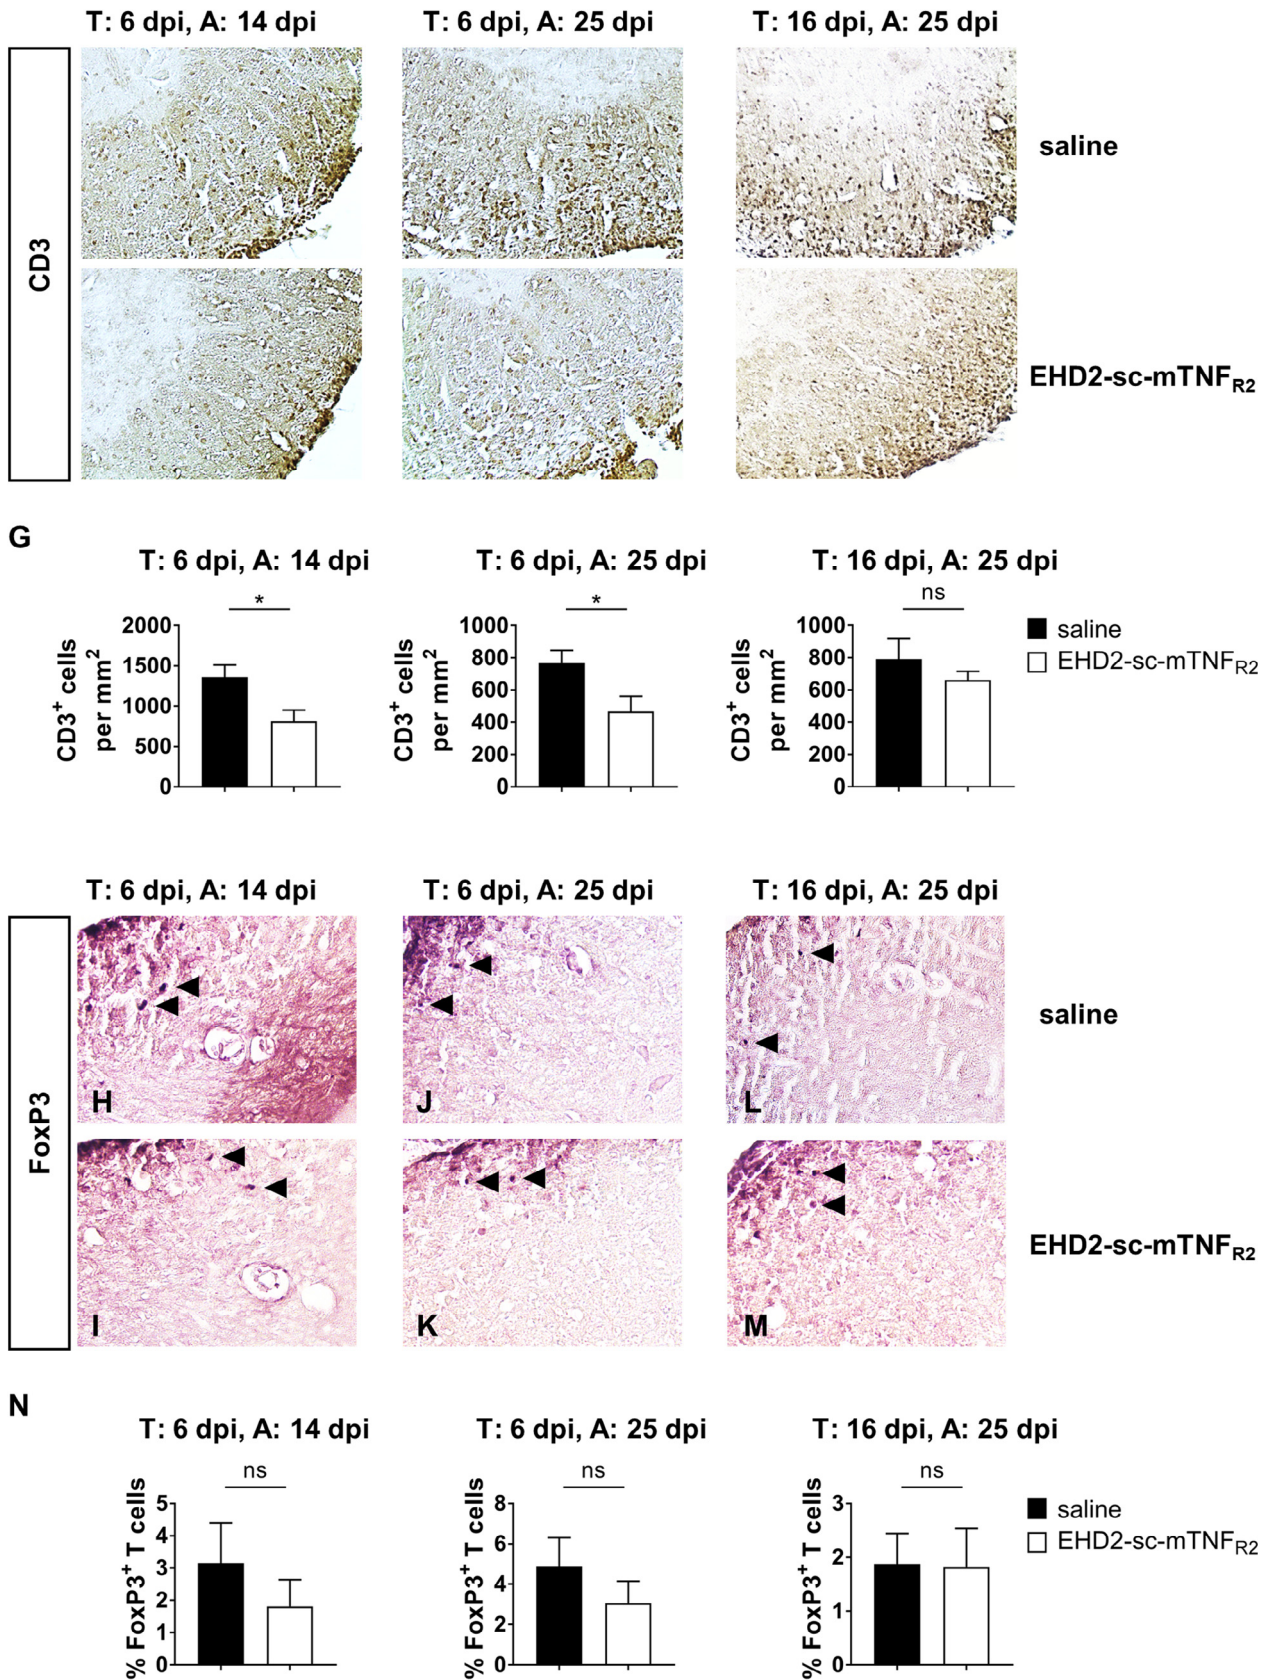 T: 6 dpi, A: 14 dpi T: 6 dpi, A: 25 dpi T: 16 dpi, A: 25 dpi
CD3
saline
EHD2-sc-mTNFR2
G
T: 6 dpi, A: 14 dpi T: 6 dpi, A: 25 dpi T: 16 dpi, A: 25 dpi
CD3+ cells
per mm2
2000
1500
1000
500
0
*
CD3+ cells
per mm2
1000
800
600
400
200
0
*
CD3+ cells
per mm2
1000
800
600
400
200
0
ns
saline
EHD2-sc-mTNFR2
T: 6 dpi, A: 14 dpi T: 6 dpi, A: 25 dpi T: 16 dpi, A: 25 dpi
FoxP3
H J L
saline
I K M
EHD2-sc-mTNFR2
N
T: 6 dpi, A: 14 dpi T: 6 dpi, A: 25 dpi T: 16 dpi, A: 25 dpi
% FoxP3+ T cells
5
4
3
2
1
0
ns
% FoxP3+ T cells
8
6
4
2
0
ns
% FoxP3+ T cells
3
2
1
0
ns
saline
EHD2-sc-mTNFR2